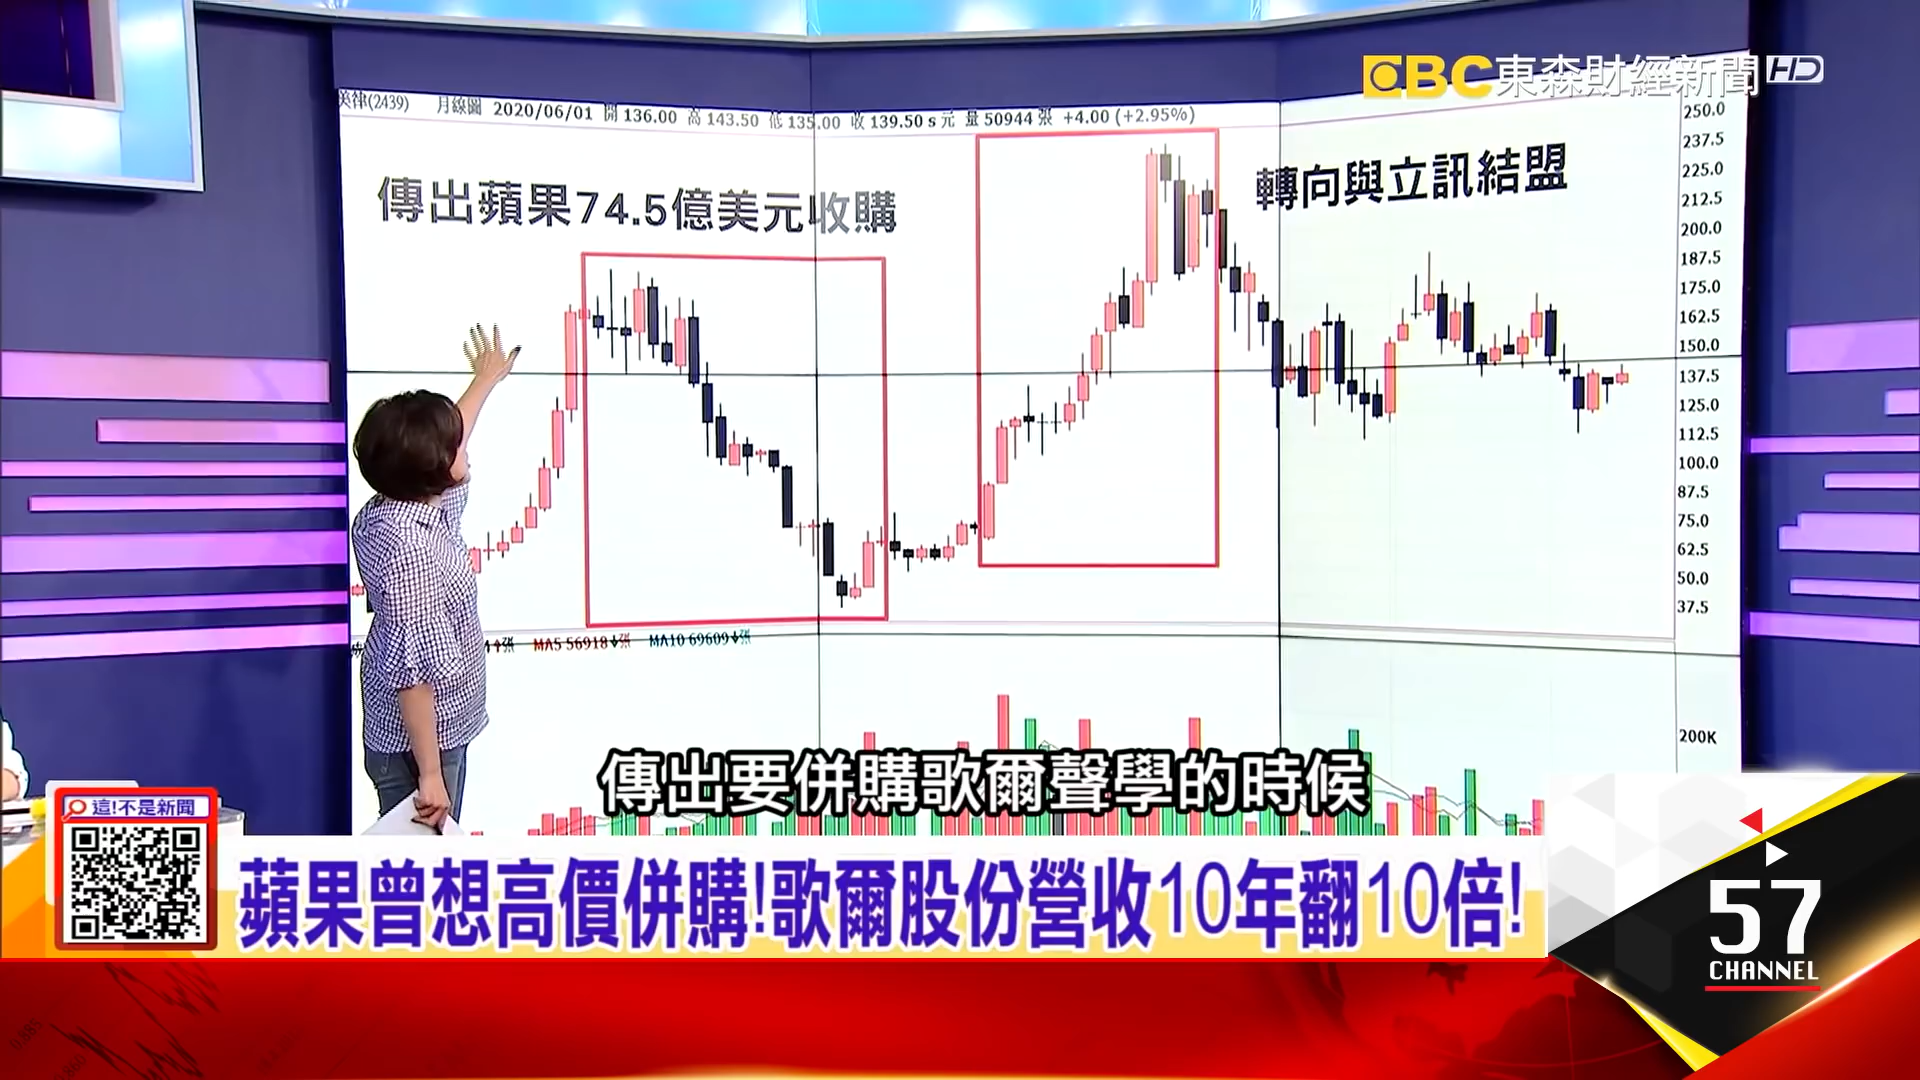 EBC東森財經新聞HD
美律(2439) 月線圖 2020/06/01 開 136.00 高 143.50 低 135.00 收 139.50 s 元 量 50944 張 +4.00 (+2.95%)
傳出蘋果74.5億美元收購
轉向與立訊結盟
250.0
237.5
225.0
212.5
200.0
187.5
175.0
162.5
150.0
137.5
125.0
112.5
100.0
87.5
75.0
62.5
50.0
37.5
MA5 56918↓張 MA10 69609↓張
200K
傳出要併購歌爾聲學的時候
這!不是新聞
蘋果曾想高價併購!歌爾股份營收10年翻10倍!
57
CHANNEL